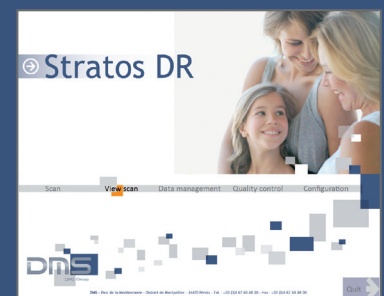 Stratos DR
Scan View scan Data management Quality control Configuration
DMS
Quit